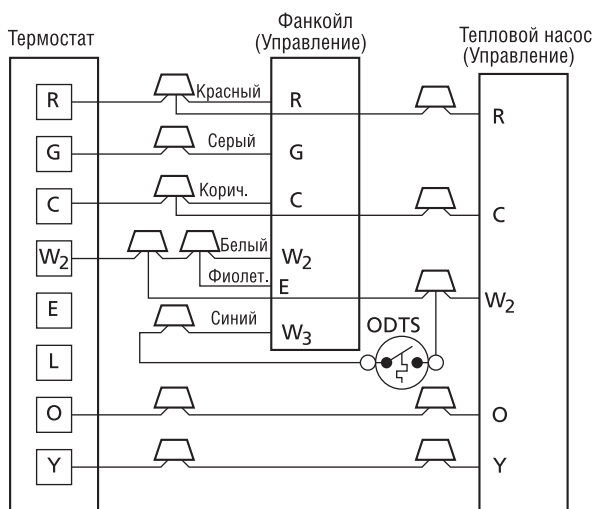 Термостат
Фанкойл
(Управление)
Тепловой насос
(Управление)
R
Красный
R
R
G
Серый
G
C
Корич.
C
C
W2
Белый
W2
Фиолет.
E
W2
E
Синий
W3
ODTS
L
O
O
Y
Y